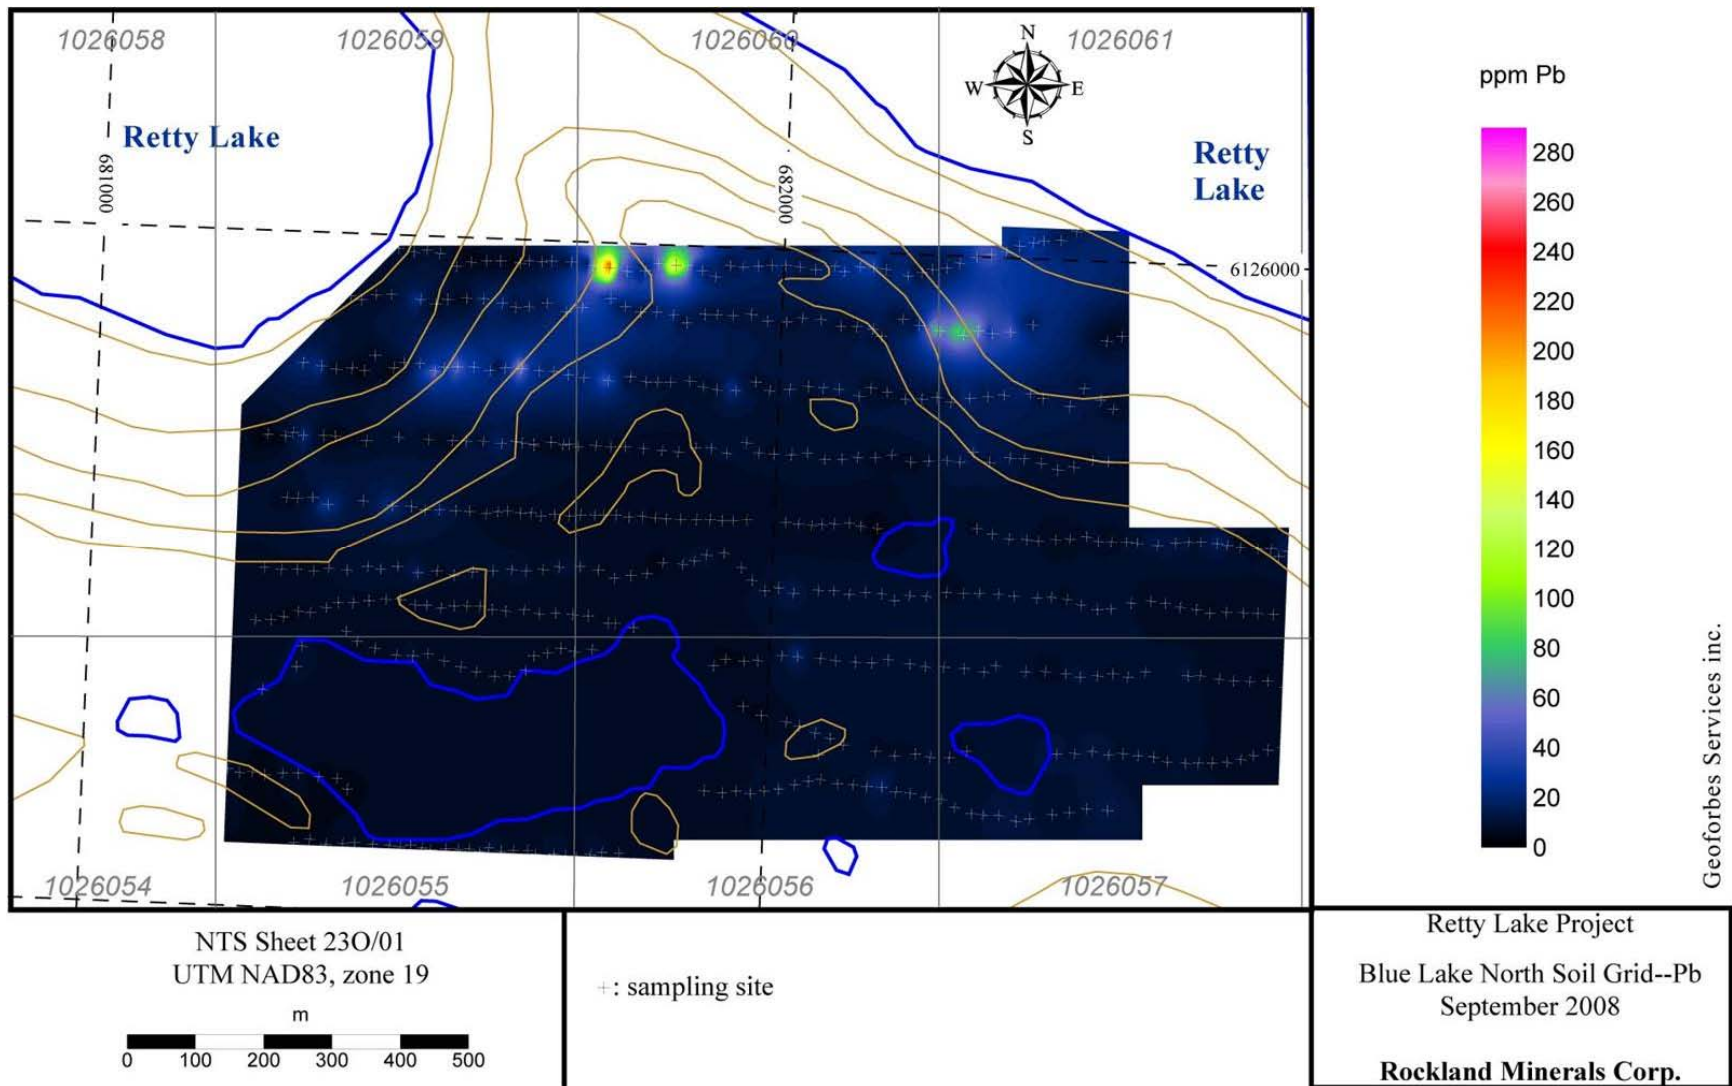 1026058
1026059
1026060
1026061
N
W
E
S
Retty Lake
Retty
Lake
681000
682000
6126000
1026054
1026055
1026056
1026057
ppm Pb
280
260
240
220
200
180
160
140
120
100
80
60
40
20
0
Geoforbes Services inc.
NTS Sheet 23O/01
UTM NAD83, zone 19
m
0 100 200 300 400 500
+: sampling site
Retty Lake Project
Blue Lake North Soil Grid--Pb
September 2008
Rockland Minerals Corp.